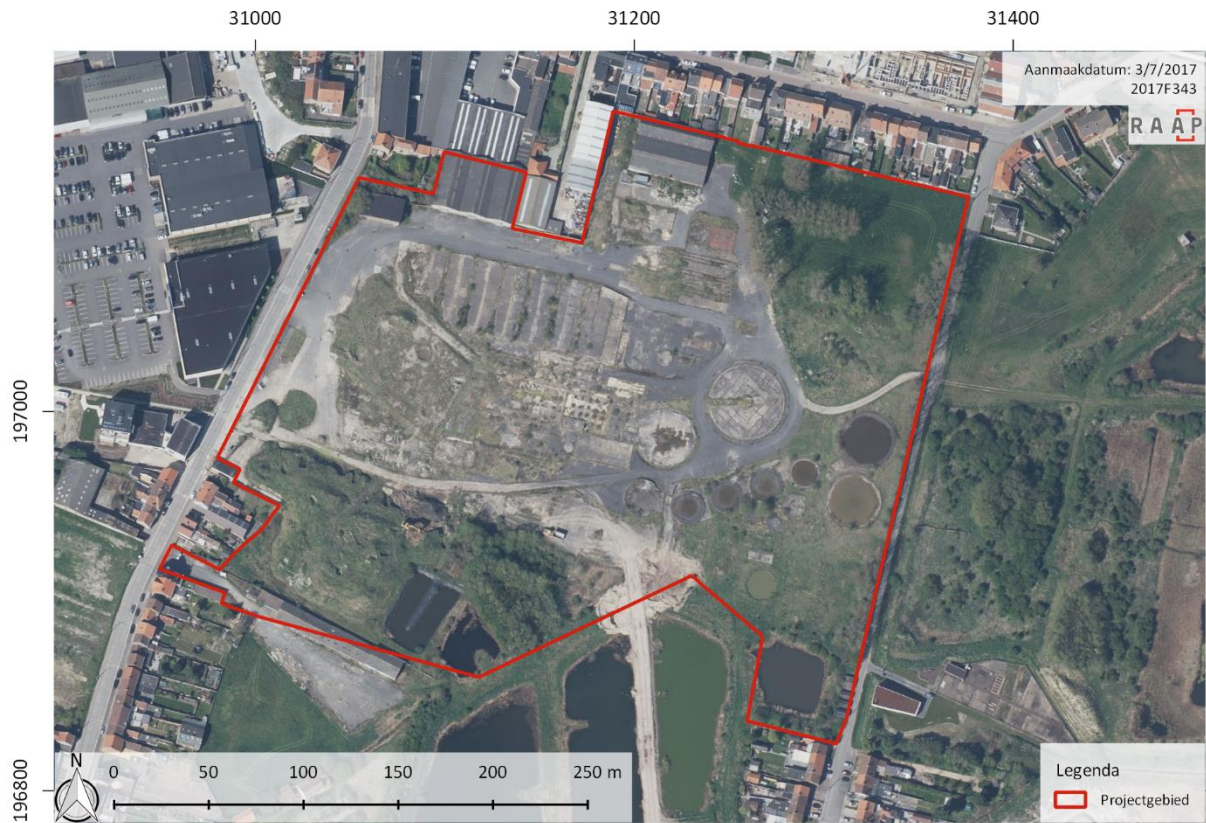 31000 31200 31400
Aanmaakdatum: 3/7/2017
2017F343
RAAP
197000
196800
N
0 50 100 150 200 250 m
Legenda
Projectgebied